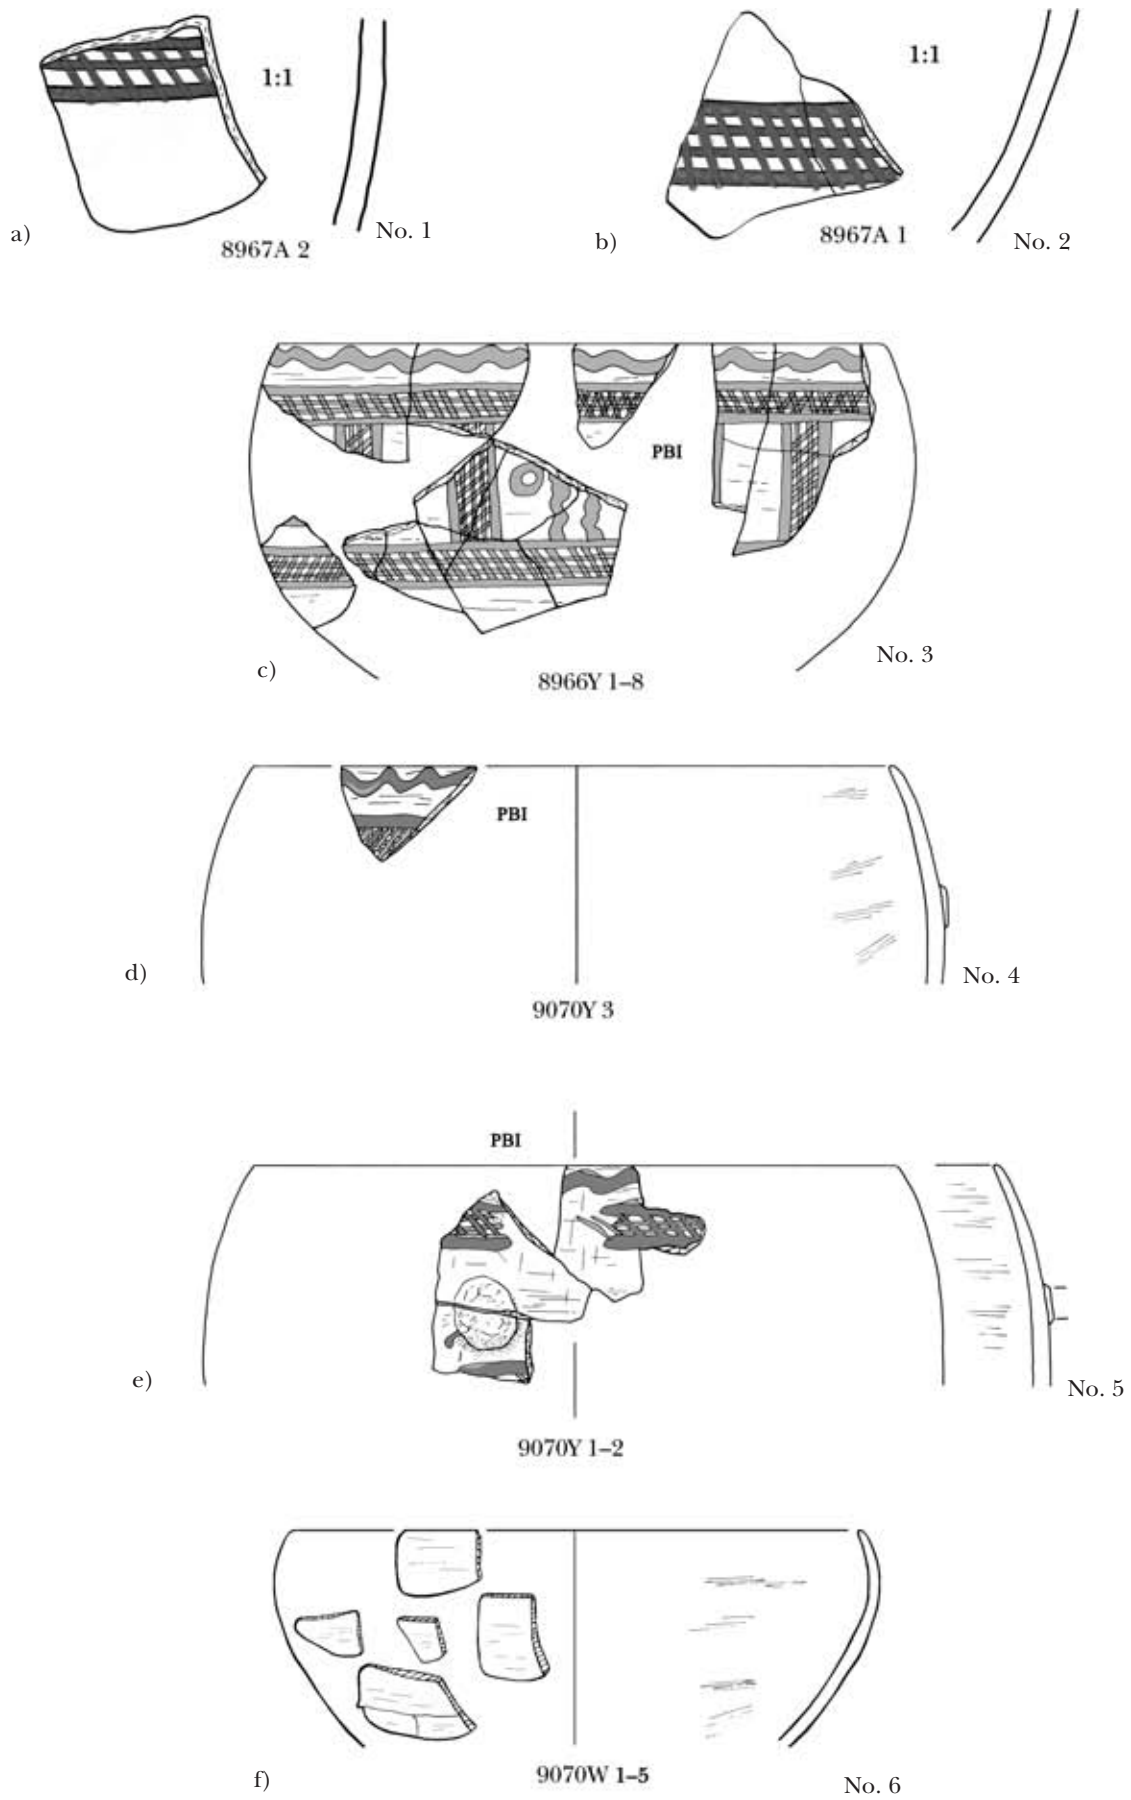 1:1
a)
8967A 2
No. 1
1:1
b)
8967A 1
No. 2
PBI
c)
8966Y 1–8
No. 3
PBI
d)
9070Y 3
No. 4
PBI
e)
9070Y 1–2
No. 5
f)
9070W 1–5
No. 6